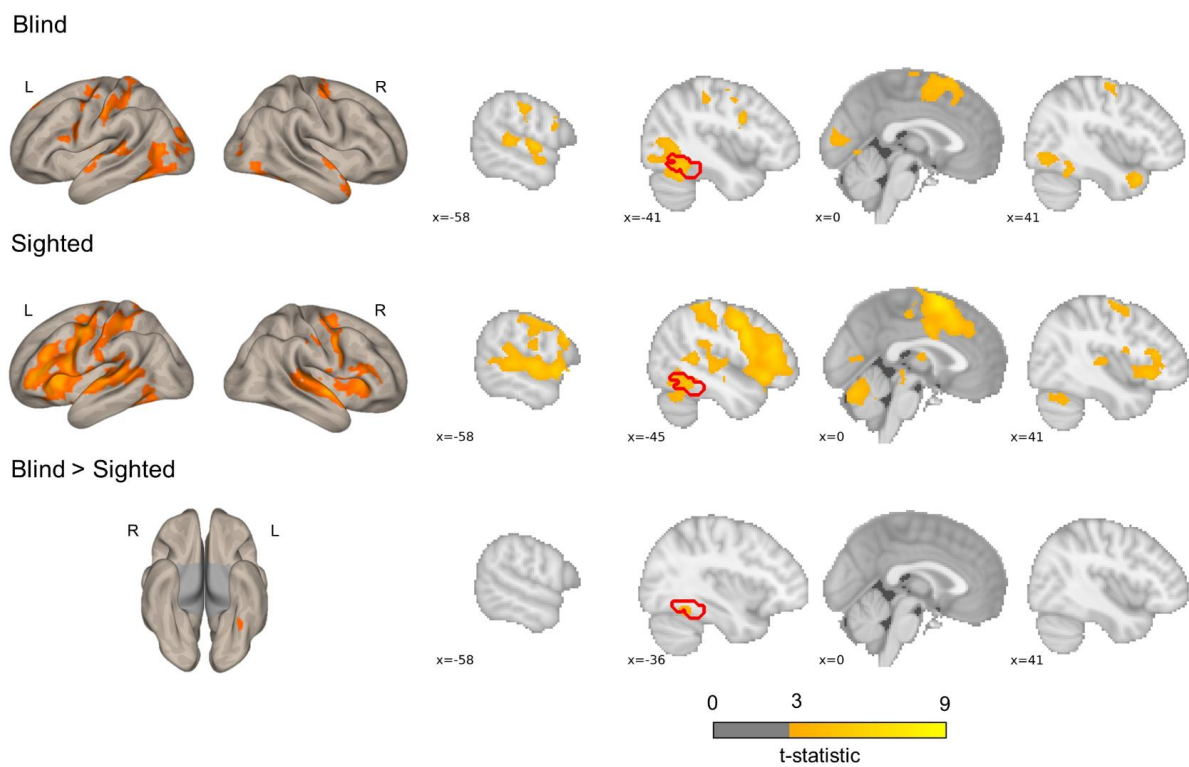 Blind
L R
x=-58 x=-41 x=0 x=41
Sighted
L R
x=-58 x=-45 x=0 x=41
Blind > Sighted
R L
x=-58 x=-36 x=0 x=41
0 3 9
t-statistic